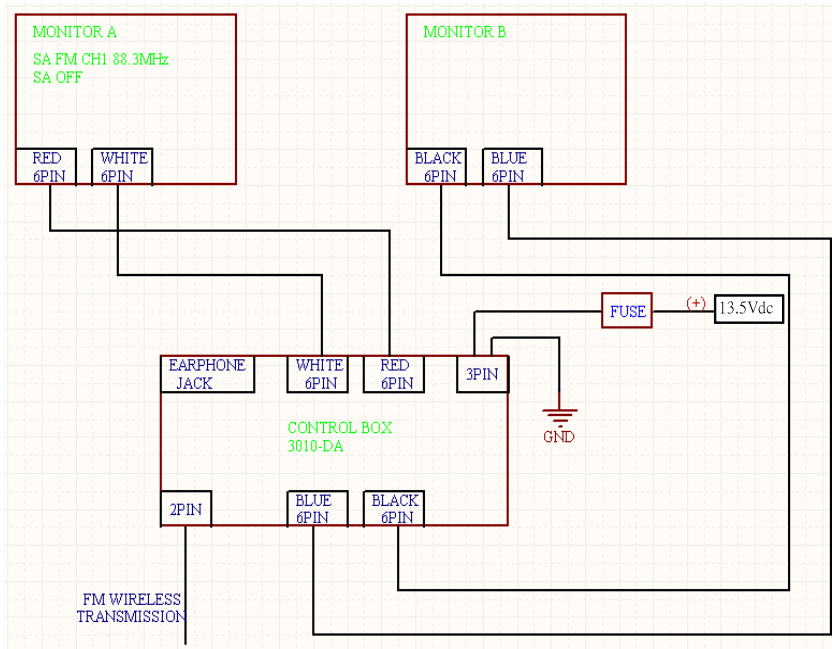 MONITOR A
SA FM CH1 88.3MHz
SA OFF
RED
6PIN
WHITE
6PIN
MONITOR B
BLACK
6PIN
BLUE
6PIN
FUSE
(+)
13.5Vdc
EARPHONE
JACK
WHITE
6PIN
RED
6PIN
3PIN
GND
CONTROL BOX
3010-DA
2PIN
BLUE
6PIN
BLACK
6PIN
FM WIRELESS
TRANSMISSION